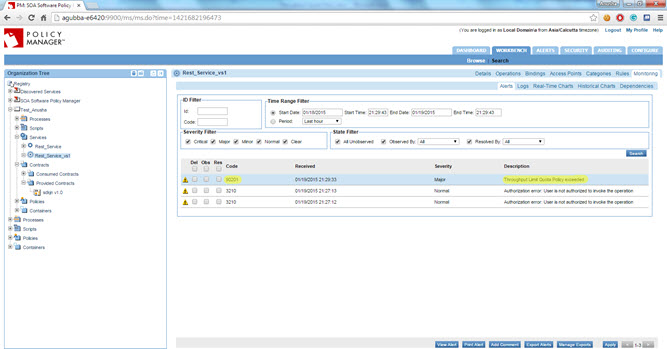 PM: SOA Software Policy
agubba-e6420:9900/ms/ms.do?time=1421682196473
POLICY
MANAGER
(You are logged in as Local Domain\ria from Asia/Calcutta timezone) Logout My Profile Help
DASHBOARD WORKBENCH ALERTS SECURITY AUDITING CONFIGURE
Browse Search
Organization Tree
Registry
Discovered Services
SOA Software Policy Manager
Test_Anusha
Processes
Scripts
Services
Rest_Service
Rest_Service_vs1
Contracts
Consumed Contracts
Provided Contracts
v1.0
Policies
Containers
Processes
Scripts
Policies
Containers
Rest_Service_vs1
Details Operations Bindings Access Points Categories Rules Monitoring
Alerts Logs Real-Time Charts Historical Charts Dependencies
ID Filter
Id:
Code:
Time Range Filter
Start Date: 01/18/2015 Start Time: 21:29:43 End Date: 01/19/2015 End Time: 21:29:43
Period: Last hour
Severity Filter
Critical Major Minor Normal Clear
State Filter
All Unobserved Observed By: All Resolved By: All
Search
Del Obs Res Code Received Severity Description
00201 01/19/2015 21:29:33 Major Throughput Limit Quota Policy exceeded
3210 01/19/2015 21:27:13 Normal Authorization error: User is not authorized to invoke the operation
3210 01/19/2015 21:27:12 Normal Authorization error: User is not authorized to invoke the operation
View Alert Print Alert Add Comment Export Alerts Manage Exports Apply 1-3